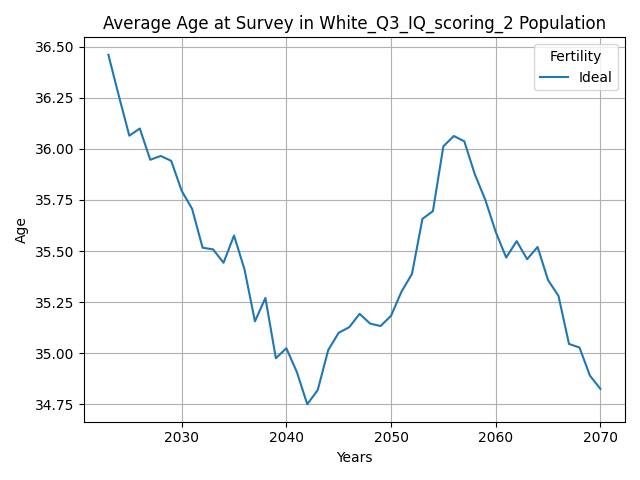 Average Age at Survey in White_Q3_IQ_scoring_2 Population
36.50
36.25
36.00
35.75
35.50
35.25
35.00
34.75
Age
Fertility
Ideal
2030 2040 2050 2060 2070
Years